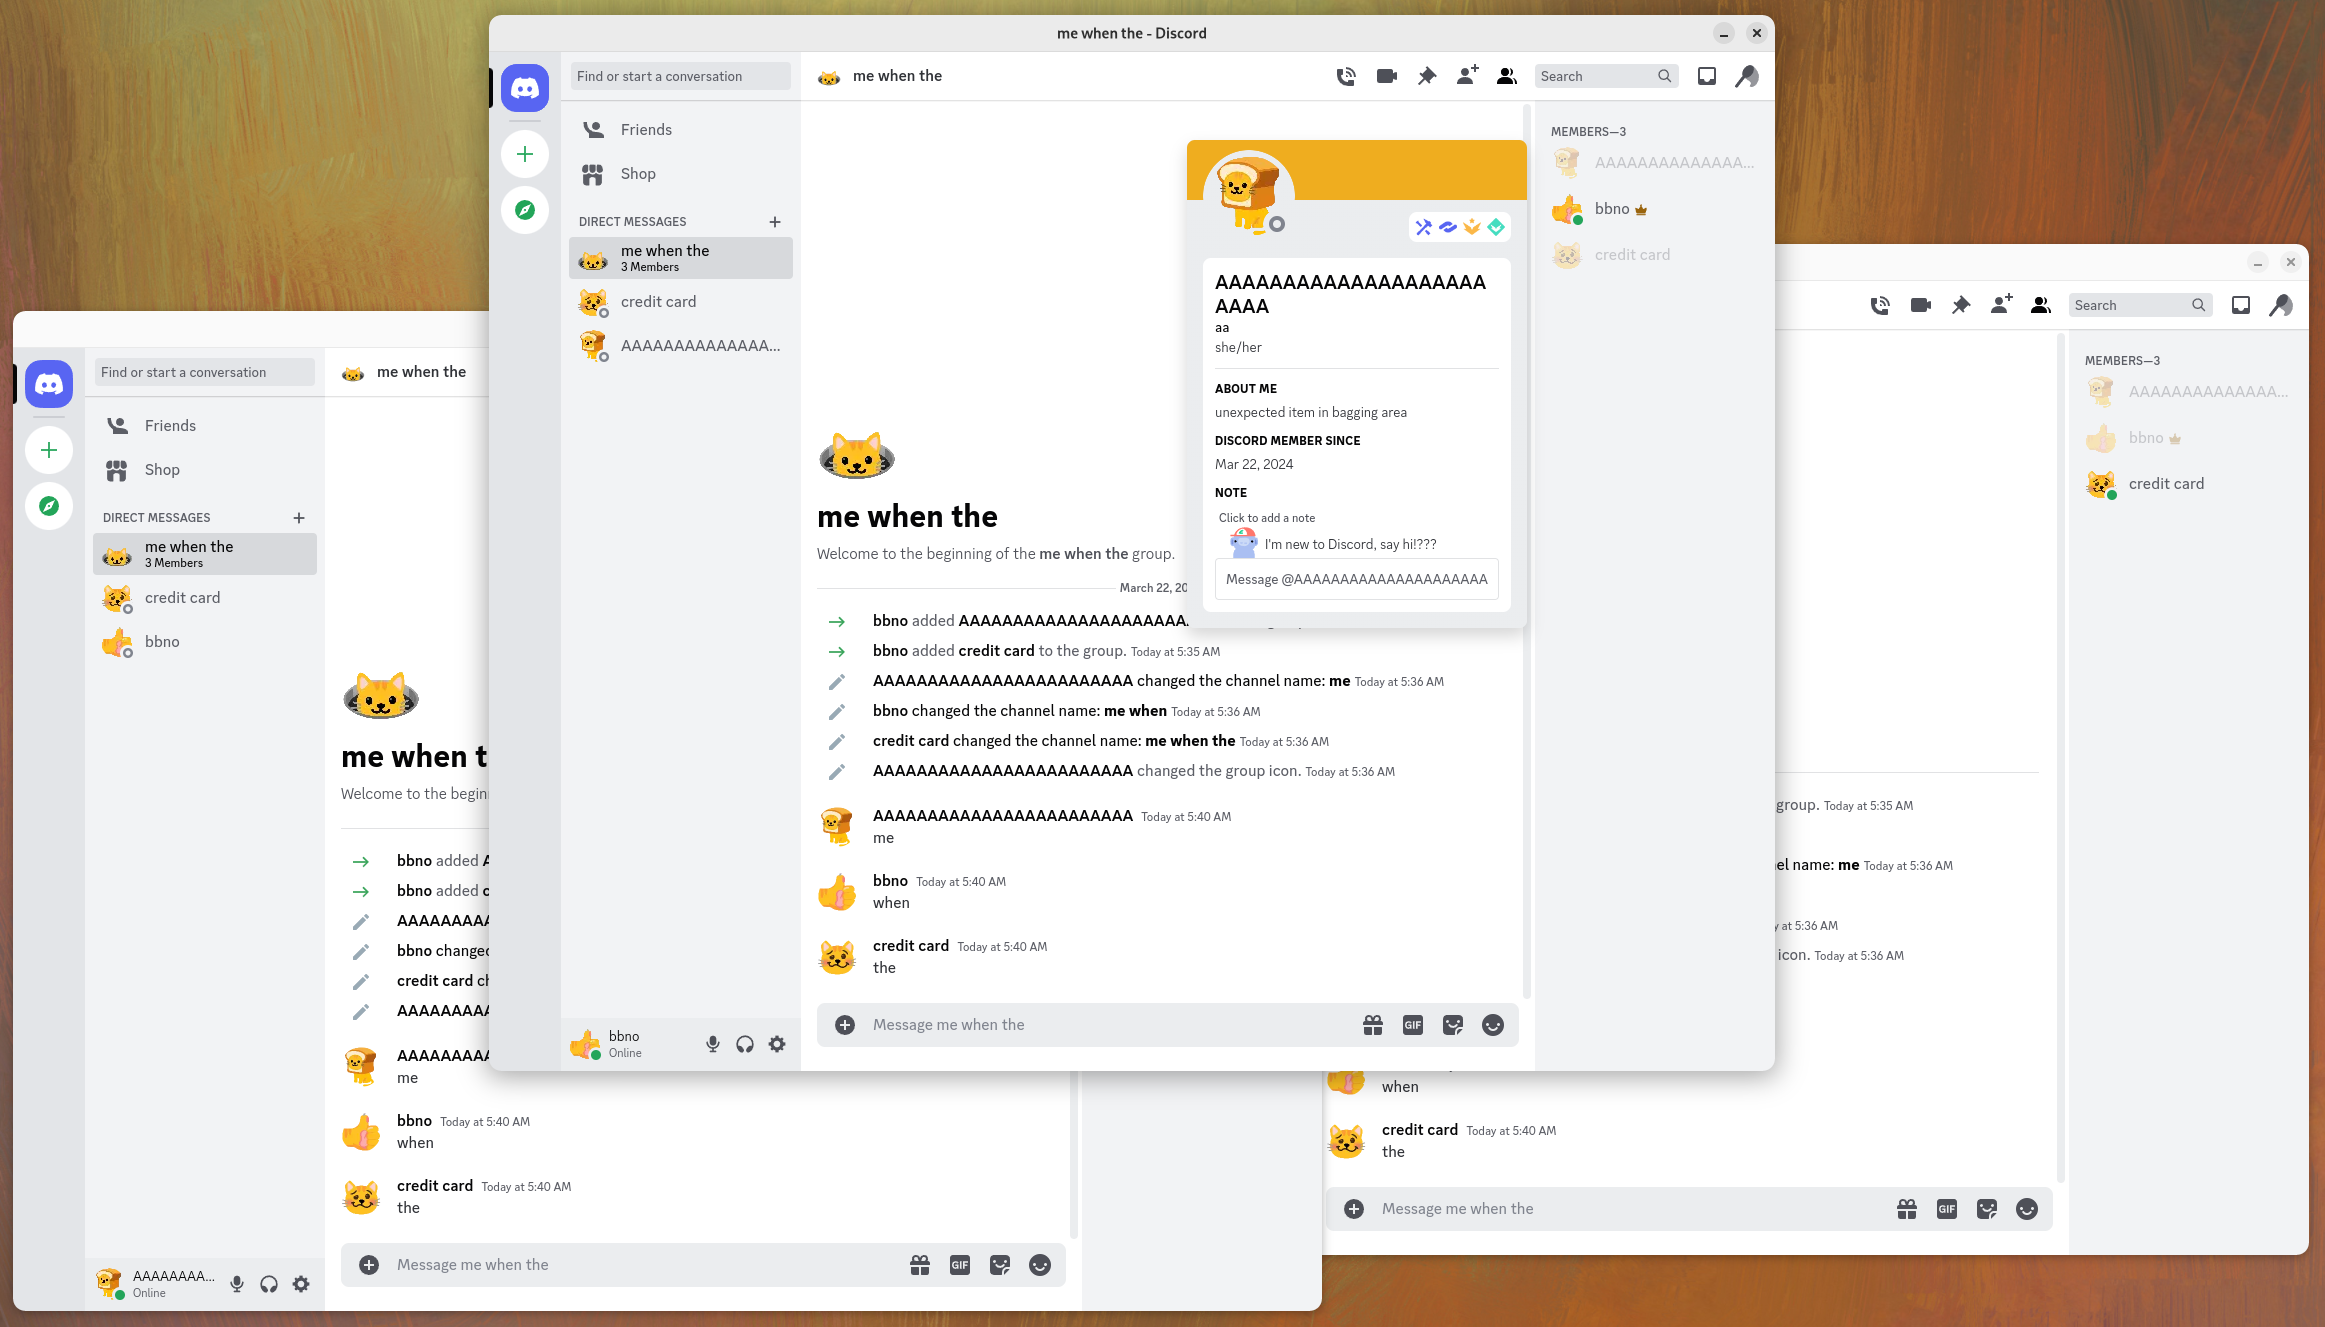 me when the - Discord
Find or start a conversation
me when the
Search
Friends
Shop
DIRECT MESSAGES
me when the
3 Members
credit card
AAAAAAAAAAAAAA...
me when the
Welcome to the beginning of the me when the group.
March 22, 20
bbno added AAAAAAAAAAAAAAAAAAAAA
bbno added credit card to the group. Today at 5:35 AM
AAAAAAAAAAAAAAAAAAAAAAAA changed the channel name: me Today at 5:36 AM
bbno changed the channel name: me when Today at 5:36 AM
credit card changed the channel name: me when the Today at 5:36 AM
AAAAAAAAAAAAAAAAAAAAAAAA changed the group icon. Today at 5:36 AM
AAAAAAAAAAAAAAAAAAAAAAAA Today at 5:40 AM
me
bbno Today at 5:40 AM
when
credit card Today at 5:40 AM
the
Message me when the
GIF
bbno
Online
AAAAAAAAAAAAAAAAAAAA
AAAA
aa
she/her
ABOUT ME
unexpected item in bagging area
DISCORD MEMBER SINCE
Mar 22, 2024
NOTE
Click to add a note
I'm new to Discord, say hi!???
Message @AAAAAAAAAAAAAAAAAAAAA
MEMBERS—3
AAAAAAAAAAAAAA...
bbno
credit card
Find or start a conversation
me when the
Friends
Shop
DIRECT MESSAGES
me when the
3 Members
credit card
bbno
me when t
Welcome to the begin
bbno added A
bbno added c
AAAAAAAAA
bbno changed
credit card ch
AAAAAAAAA
AAAAAAAAA
me
bbno Today at 5:40 AM
when
credit card Today at 5:40 AM
the
Message me when the
GIF
AAAAAAAA...
Online
Search
MEMBERS—3
AAAAAAAAAAAAAA...
bbno
credit card
group. Today at 5:35 AM
el name: me Today at 5:36 AM
y at 5:36 AM
icon. Today at 5:36 AM
when
credit card Today at 5:40 AM
the
Message me when the
GIF